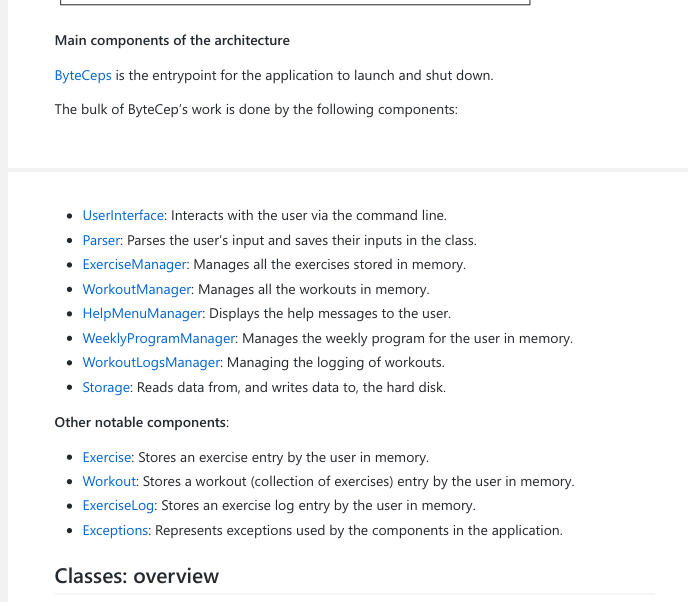 Main components of the architecture
ByteCeps is the entrypoint for the application to launch and shut down.
The bulk of ByteCep's work is done by the following components:
• UserInterface: Interacts with the user via the command line.
• Parser: Parses the user's input and saves their inputs in the class.
• ExerciseManager: Manages all the exercises stored in memory.
• WorkoutManager: Manages all the workouts in memory.
• HelpMenuManager: Displays the help messages to the user.
• WeeklyProgramManager: Manages the weekly program for the user in memory.
• WorkoutLogsManager: Managing the logging of workouts.
• Storage: Reads data from, and writes data to, the hard disk.
Other notable components:
• Exercise: Stores an exercise entry by the user in memory.
• Workout: Stores a workout (collection of exercises) entry by the user in memory.
• ExerciseLog: Stores an exercise log entry by the user in memory.
• Exceptions: Represents exceptions used by the components in the application.
Classes: overview